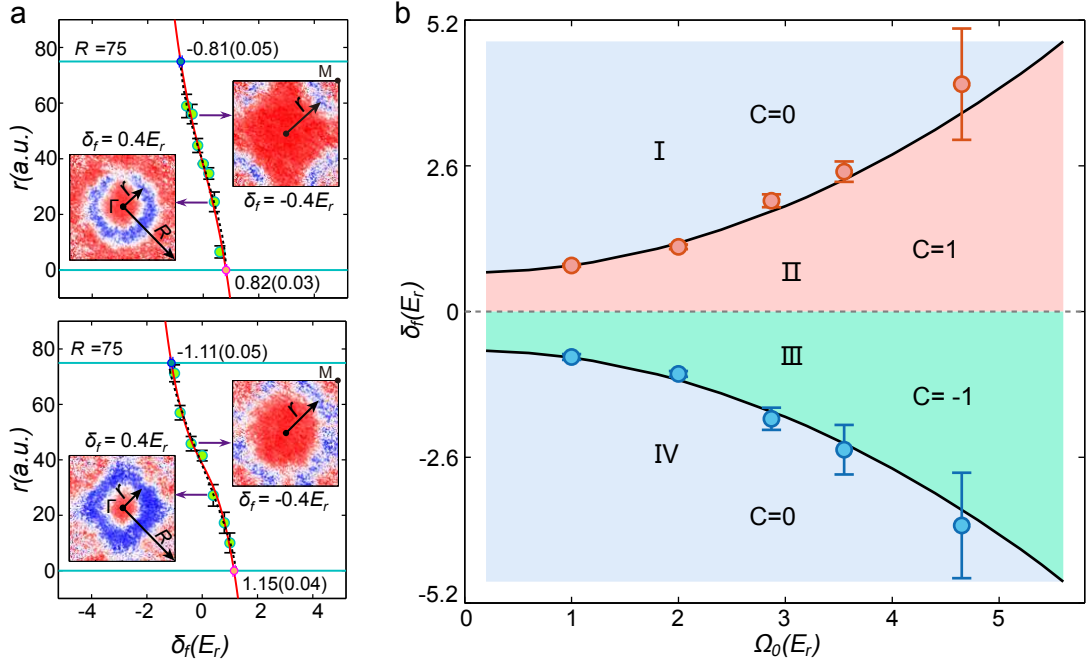 a
80
60
40
20
0
r(a.u.)
R =75
-0.81(0.05)
M
r
δf = 0.4Er
Γ
r
R
δf = -0.4Er
0.82(0.03)
80
60
40
20
0
r(a.u.)
R =75
-1.11(0.05)
M
r
δf = 0.4Er
Γ
r
R
δf = -0.4Er
1.15(0.04)
-4 -2 0 2 4
δf(Er)
b
5.2
2.6
0
-2.6
-5.2
δf(Er)
C=0
I
C=1
II
III
C= -1
IV
C=0
1 2 3 4 5
Ω0(Er)